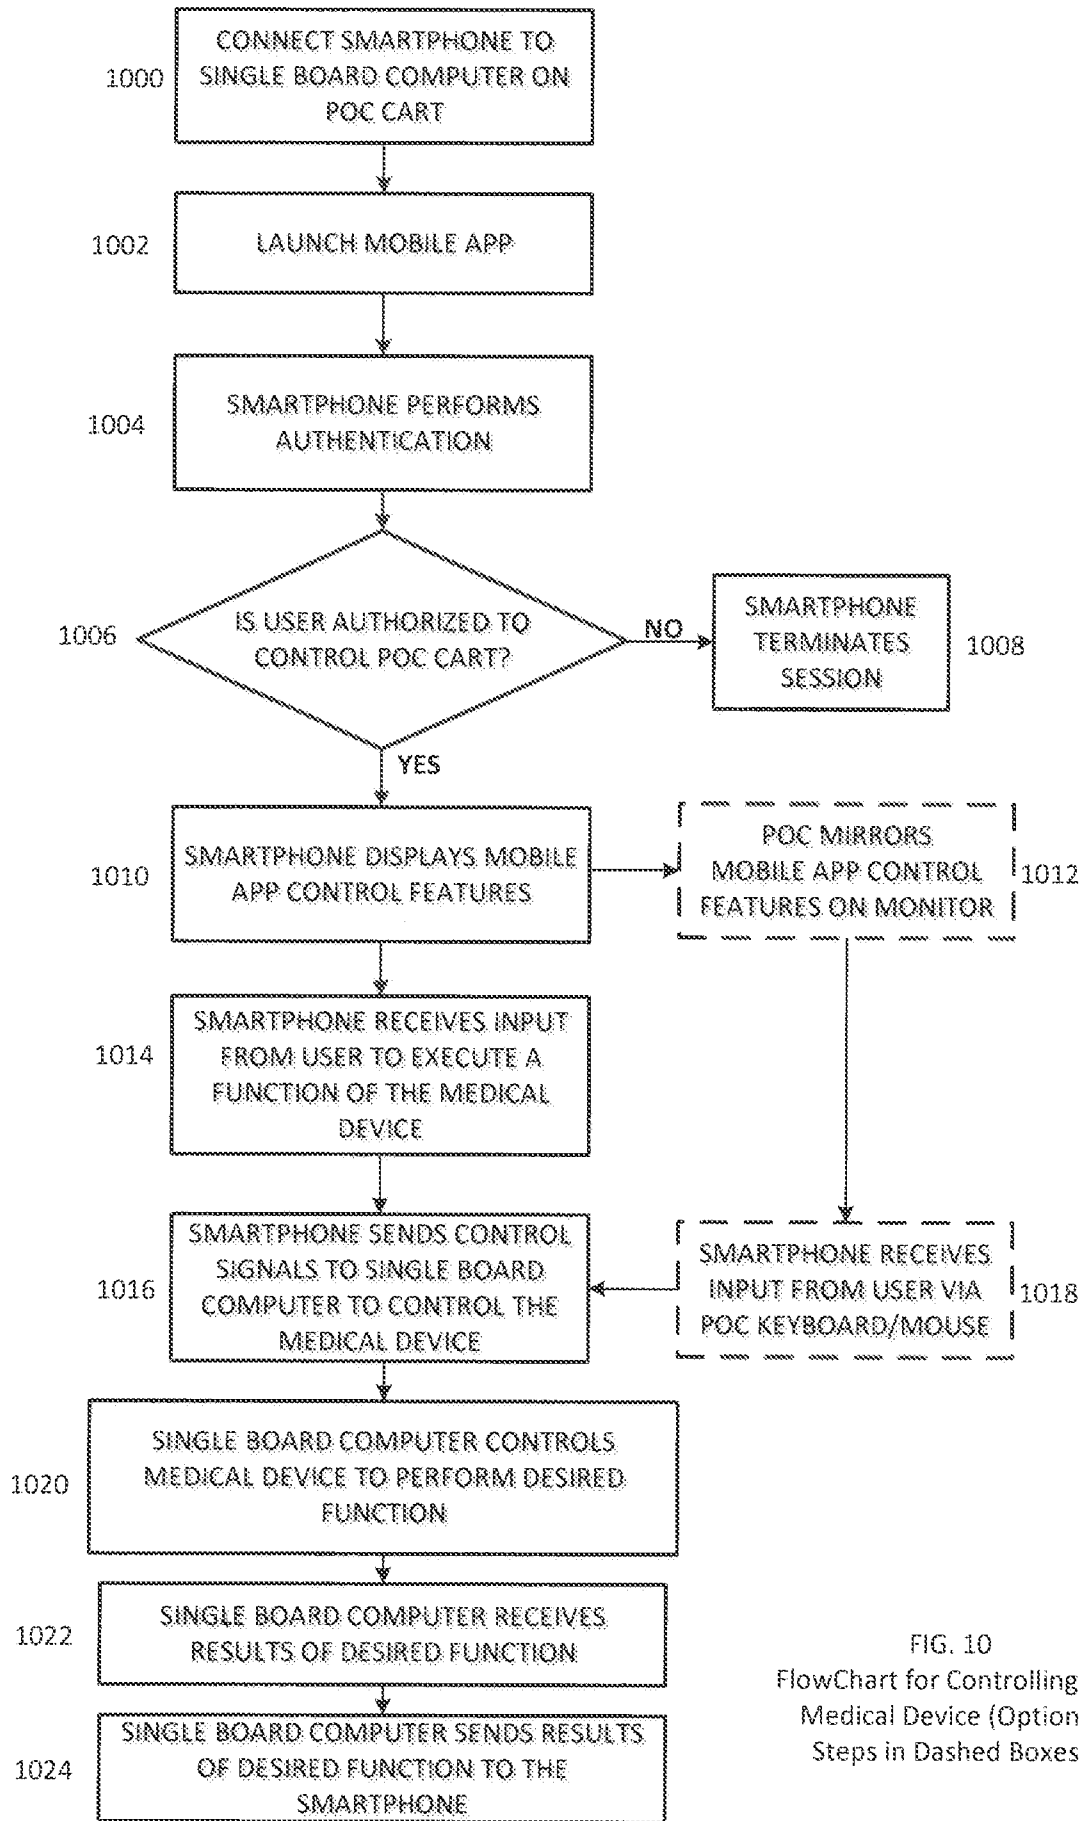 CONNECT SMARTPHONE TO
SINGLE BOARD COMPUTER ON
POC CART
1000
LAUNCH MOBILE APP
1002
SMARTPHONE PERFORMS
AUTHENTICATION
1004
IS USER AUTHORIZED TO
CONTROL POC CART?
1006
NO
SMARTPHONE
TERMINATES
SESSION
1008
YES
SMARTPHONE DISPLAYS MOBILE
APP CONTROL FEATURES
1010
POC MIRRORS
MOBILE APP CONTROL
FEATURES ON MONITOR
1012
SMARTPHONE RECEIVES INPUT
FROM USER TO EXECUTE A
FUNCTION OF THE MEDICAL
DEVICE
1014
SMARTPHONE SENDS CONTROL
SIGNALS TO SINGLE BOARD
COMPUTER TO CONTROL THE
MEDICAL DEVICE
1016
SMARTPHONE RECEIVES
INPUT FROM USER VIA
POC KEYBOARD/MOUSE
1018
SINGLE BOARD COMPUTER CONTROLS
MEDICAL DEVICE TO PERFORM DESIRED
FUNCTION
1020
SINGLE BOARD COMPUTER RECEIVES
RESULTS OF DESIRED FUNCTION
1022
SINGLE BOARD COMPUTER SENDS RESULTS
OF DESIRED FUNCTION TO THE
SMARTPHONE
1024
FIG. 10
FlowChart for Controlling
Medical Device (Option
Steps in Dashed Boxes